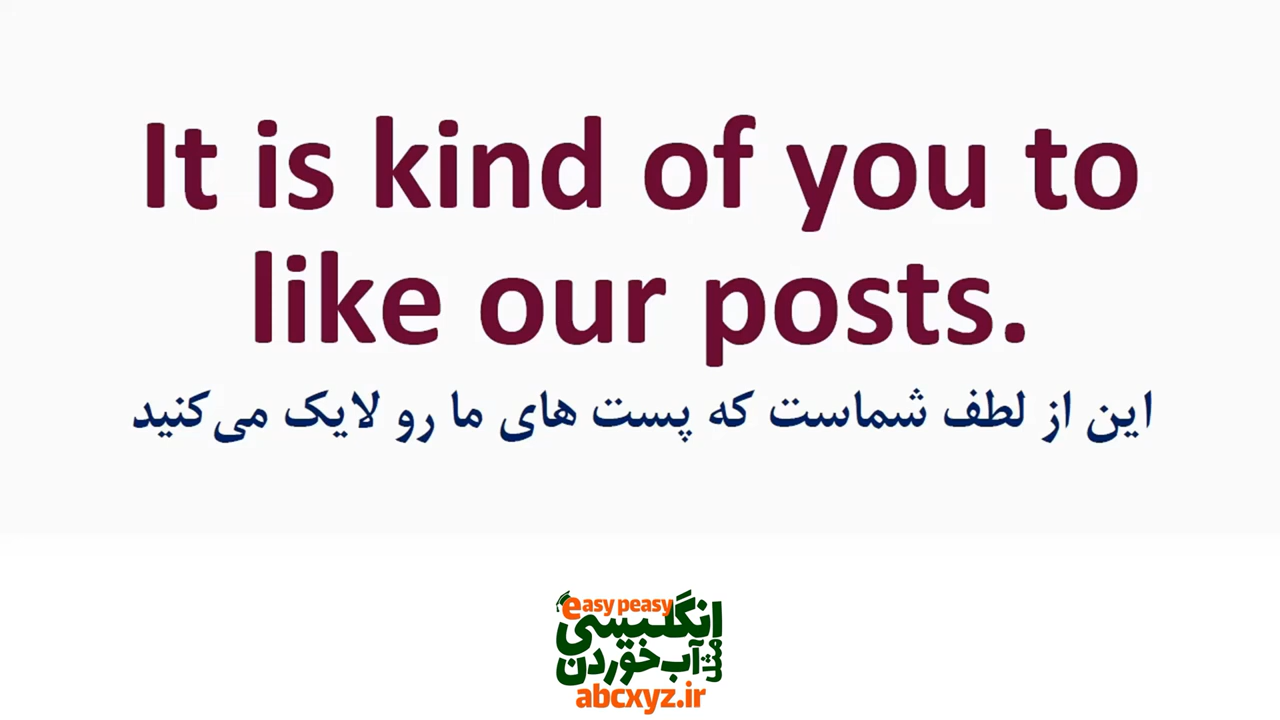 It is kind of you to
like our posts.
این از لطف شماست که پست های ما رو لایک می‌کنید
easy peasy
انگلیسی
مثل آب خوردن
abcxyz.ir